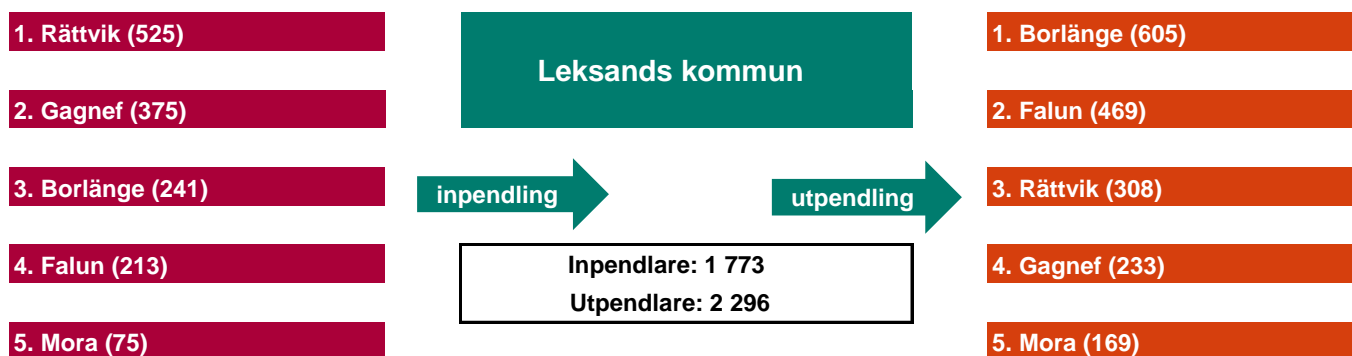 1. Rättvik (525)
2. Gagnef (375)
3. Borlänge (241)
4. Falun (213)
5. Mora (75)
Leksands kommun
inpendling
utpendling
Inpendlare: 1 773
Utpendlare: 2 296
1. Borlänge (605)
2. Falun (469)
3. Rättvik (308)
4. Gagnef (233)
5. Mora (169)